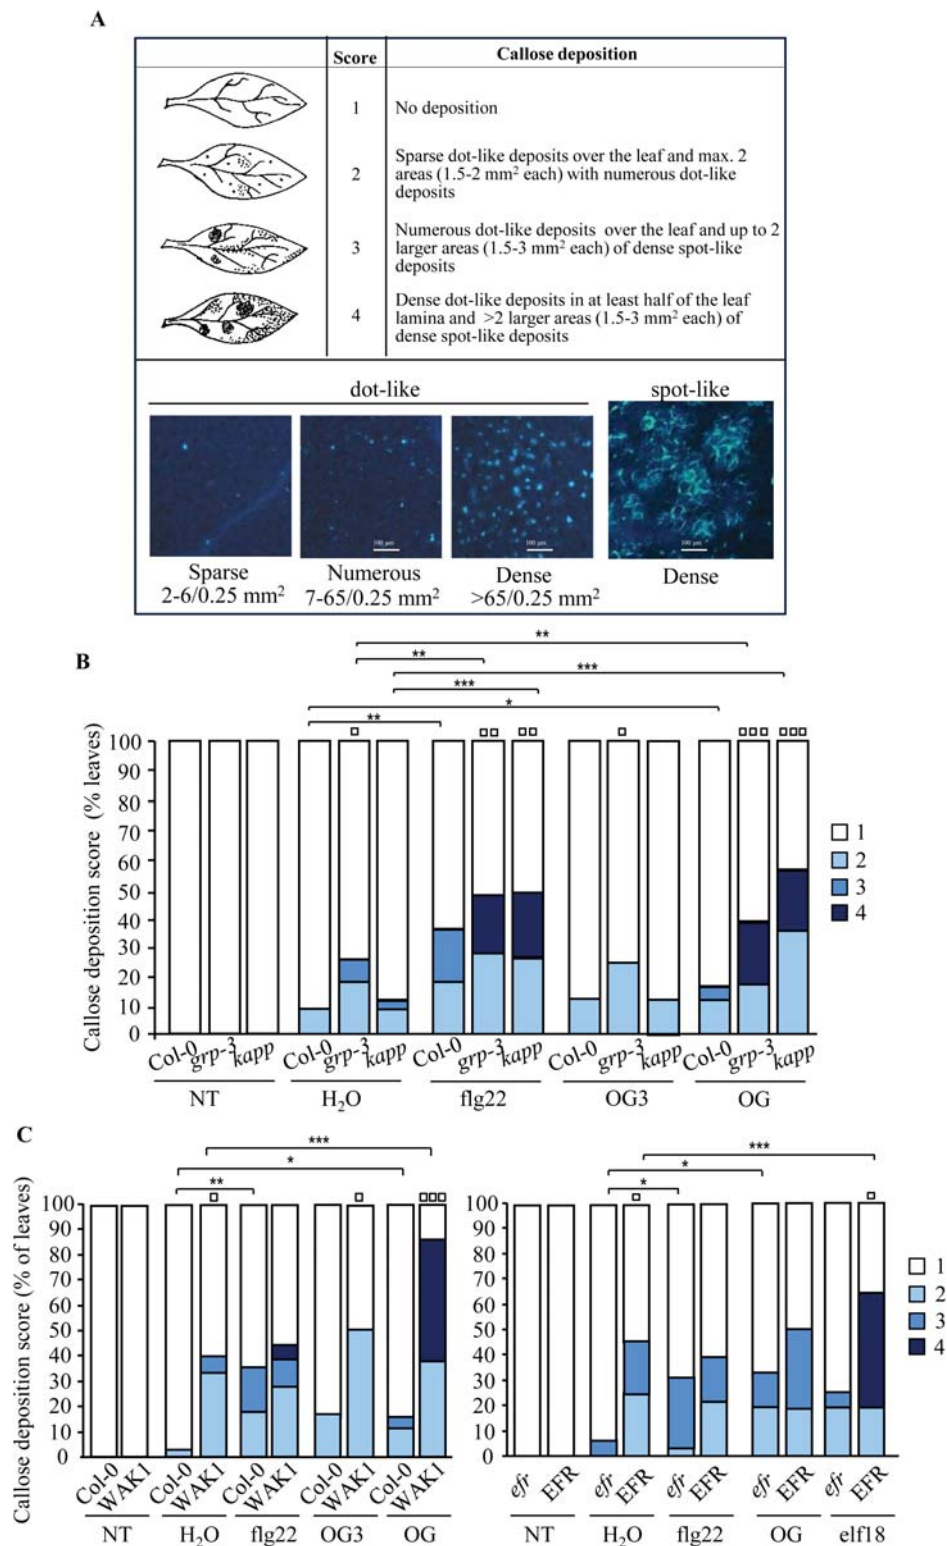 A
Score
Callose deposition
1
No deposition
2
Sparse dot-like deposits over the leaf and max. 2
areas (1.5-2 mm² each) with numerous dot-like
deposits
3
Numerous dot-like deposits over the leaf and up to 2
larger areas (1.5-3 mm² each) of dense spot-like
deposits
4
Dense dot-like deposits in at least half of the leaf
lamina and >2 larger areas (1.5-3 mm² each) of
dense spot-like deposits
dot-like
spot-like
100 µm
100 µm
100 µm
Sparse
2-6/0.25 mm²
Numerous
7-65/0.25 mm²
Dense
>65/0.25 mm²
Dense
B
**
**
***
***
*
**
Callose deposition score (% leaves)
100
90
80
70
60
50
40
30
20
10
0
1
2
3
4
Col-0 grp-3 kapp Col-0 grp-3 kapp Col-0 grp-3 kapp Col-0 grp-3 kapp Col-0 grp-3 kapp
NT H₂O flg22 OG3 OG
C
***
*
**
Callose deposition score (% of leaves)
100
90
80
70
60
50
40
30
20
10
0
Col-0 WAK1 Col-0 WAK1 Col-0 WAK1 Col-0 WAK1 Col-0 WAK1
NT H₂O flg22 OG3 OG
***
*
*
100
90
80
70
60
50
40
30
20
10
0
1
2
3
4
efr EFR efr EFR efr EFR efr EFR efr EFR
NT H₂O flg22 OG elf18